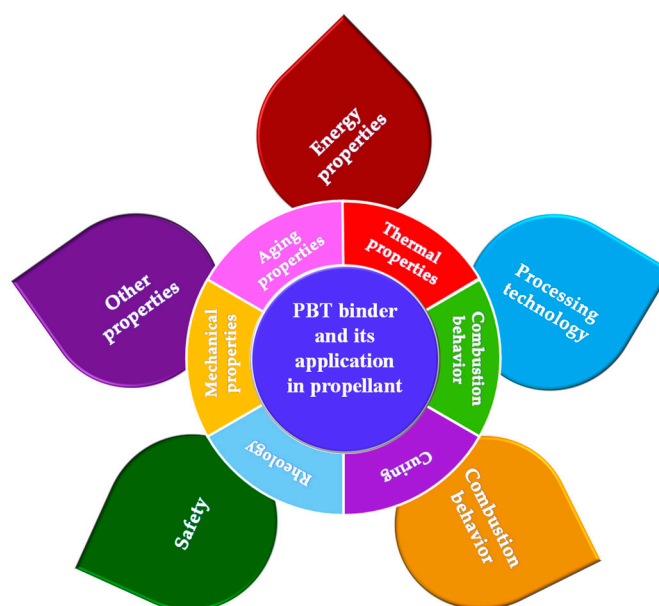 Energy
properties
Processing
technology
Combustion
behavior
Safety
Other
properties
Aging
properties
Thermal
properties
Combustion
behavior
Curing
Rheology
Mechanical
properties
PBT binder
and its
application
in propellant